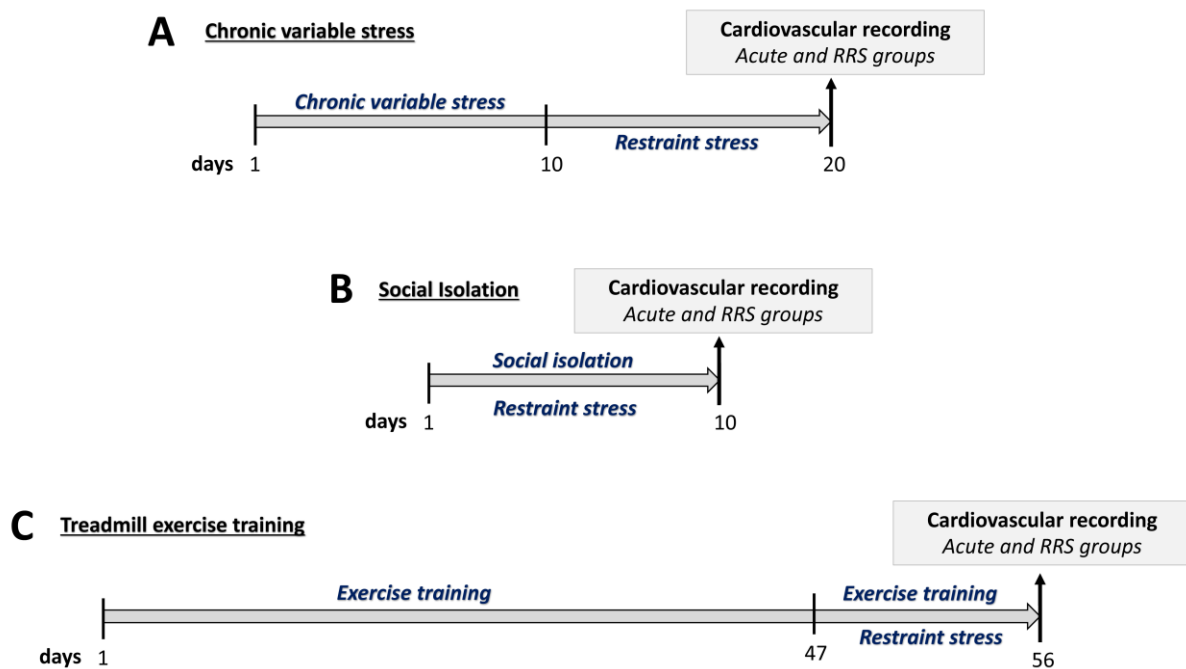 A Chronic variable stress
Cardiovascular recording
Acute and RRS groups
Chronic variable stress
Restraint stress
days 1 10 20
B Social Isolation
Cardiovascular recording
Acute and RRS groups
Social isolation
Restraint stress
days 1 10
C Treadmill exercise training
Cardiovascular recording
Acute and RRS groups
Exercise training Exercise training
Restraint stress
days 1 47 56